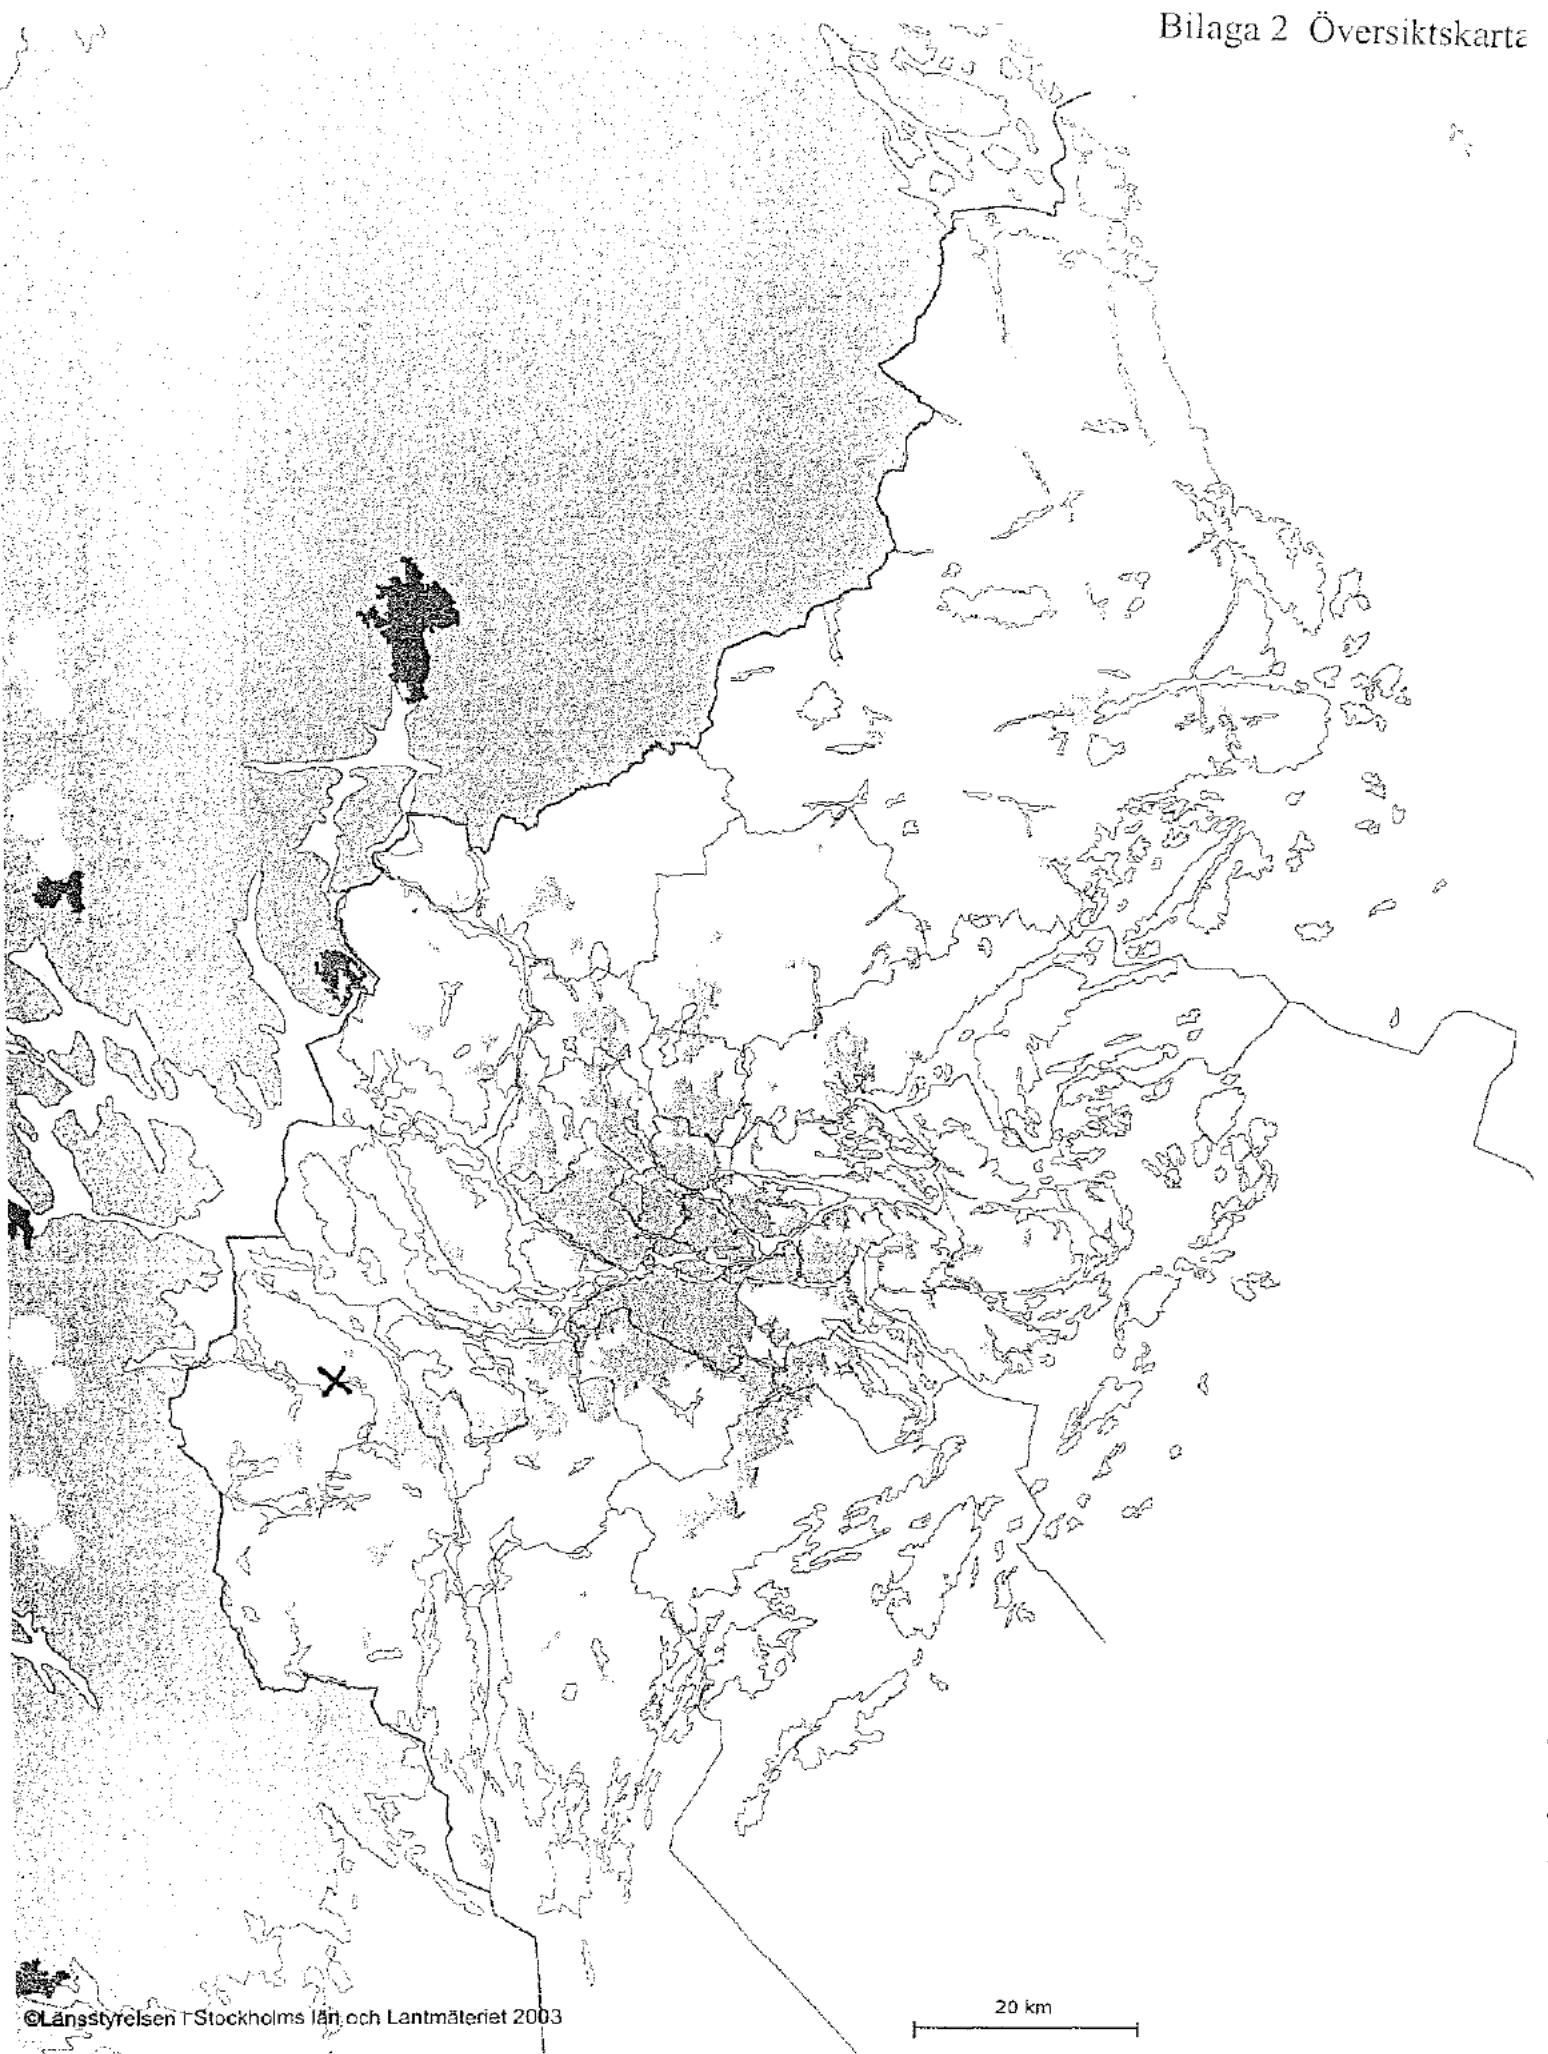 Bilaga 2 Översiktskarta
20 km
©Länsstyrelsen i Stockholms län och Lantmäteriet 2003